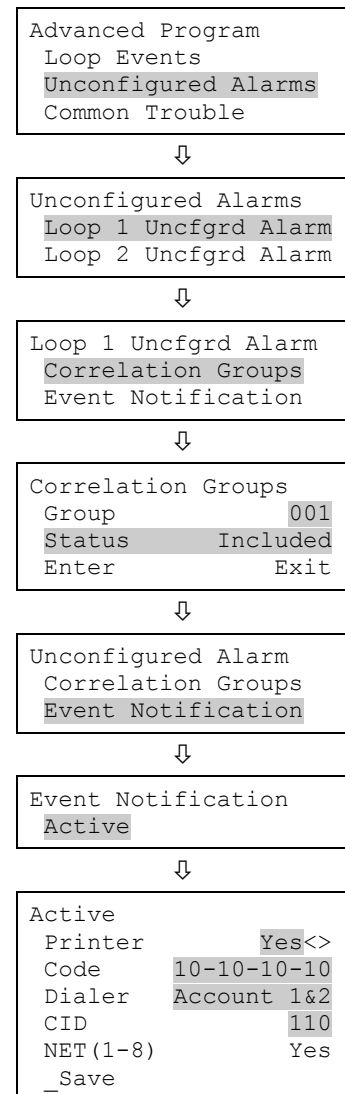 Advanced Program
Loop Events
Unconfigured Alarms
Common Trouble
⇩
Unconfigured Alarms
Loop 1 Uncfgrd Alarm
Loop 2 Uncfgrd Alarm
⇩
Loop 1 Uncfgrd Alarm
Correlation Groups
Event Notification
⇩
Correlation Groups
Group 001
Status Included
Enter Exit
⇩
Unconfigured Alarm
Correlation Groups
Event Notification
⇩
Event Notification
Active
⇩
Active
Printer Yes<>
Code 10-10-10-10
Dialer Account 1&2
CID 110
NET(1-8) Yes
_Save